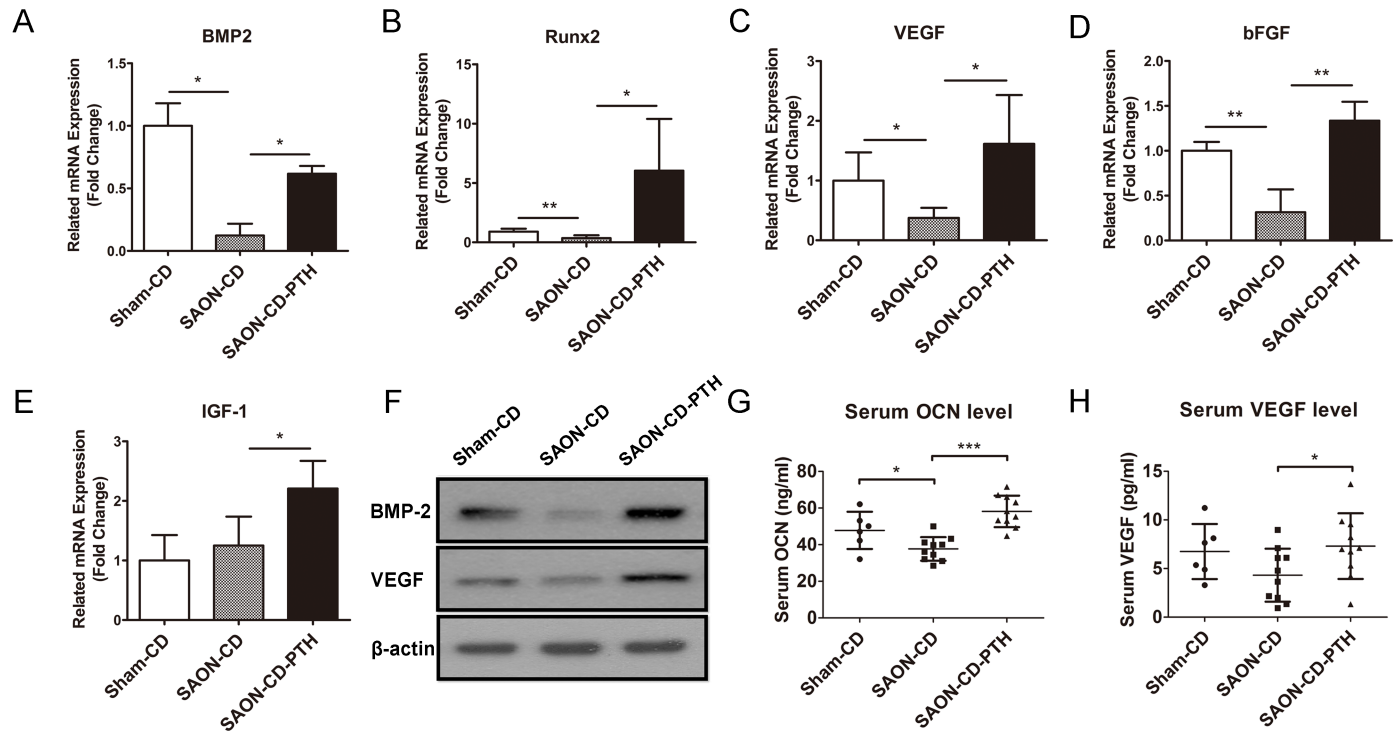 A
BMP2
Related mRNA Expression
(Fold Change)
1.5
1.0
0.5
0.0
*
*
Sham-CD
SAON-CD
SAON-CD-PTH
B
Runx2
Related mRNA Expression
(Fold Change)
15
10
5
0
**
*
Sham-CD
SAON-CD
SAON-CD-PTH
C
VEGF
Related mRNA Expression
(Fold Change)
3
2
1
0
*
*
Sham-CD
SAON-CD
SAON-CD-PTH
D
bFGF
Related mRNA Expression
(Fold Change)
2.0
1.5
1.0
0.5
0.0
**
**
Sham-CD
SAON-CD
SAON-CD-PTH
E
IGF-1
Related mRNA Expression
(Fold Change)
3
2
1
0
*
Sham-CD
SAON-CD
SAON-CD-PTH
F
Sham-CD
SAON-CD
SAON-CD-PTH
BMP-2
VEGF
β-actin
G
Serum OCN level
Serum OCN (ng/ml)
80
60
40
20
0
*
***
Sham-CD
SAON-CD
SAON-CD-PTH
H
Serum VEGF level
Serum VEGF (pg/ml)
15
10
5
0
*
Sham-CD
SAON-CD
SAON-CD-PTH